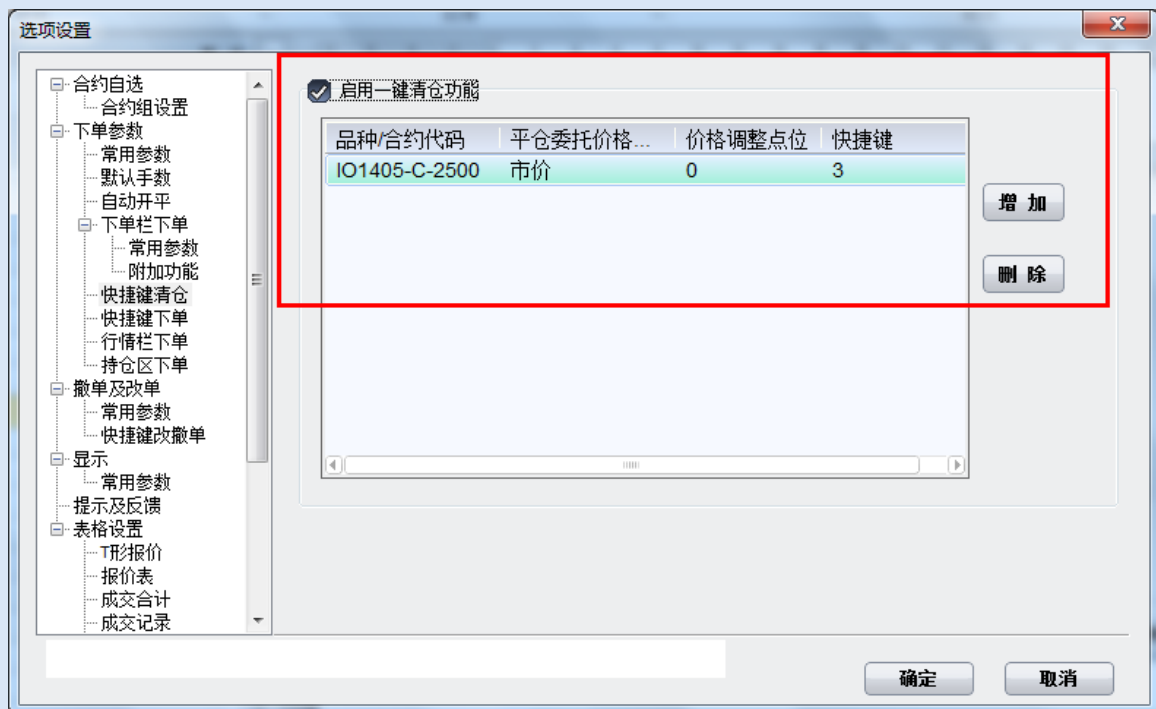 选项设置
合约自选
合约组设置
下单参数
常用参数
默认手数
自动开平
下单栏下单
常用参数
附加功能
快捷键清仓
快捷键下单
行情栏下单
持仓区下单
撤单及改单
常用参数
快捷键改撤单
显示
常用参数
提示及反馈
表格设置
T形报价
报价表
成交合计
成交记录
启用一键清仓功能
品种/合约代码 平仓委托价格... 价格调整点位 快捷键
IO1405-C-2500 市价 0 3
增 加
删 除
确定 取消